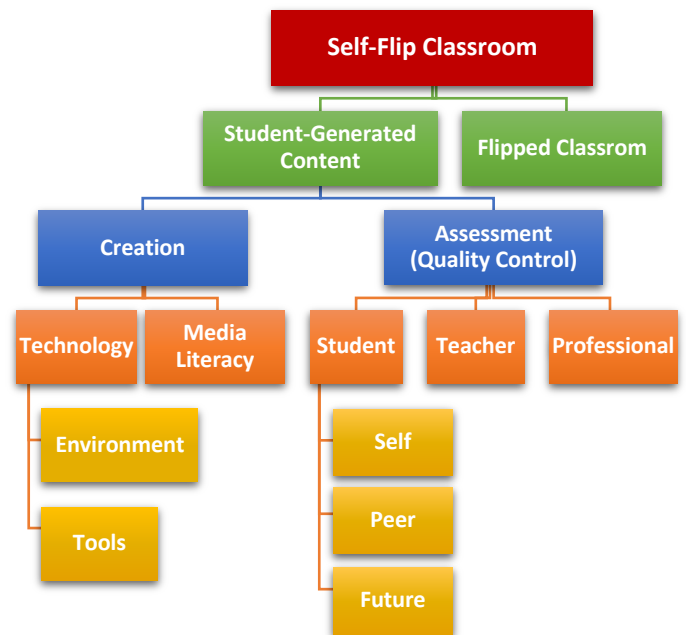 Self-Flip Classroom
Student-Generated
Content
Flipped Classrom
Creation
Assessment
(Quality Control)
Technology
Media
Literacy
Student
Teacher
Professional
Environment
Tools
Self
Peer
Future